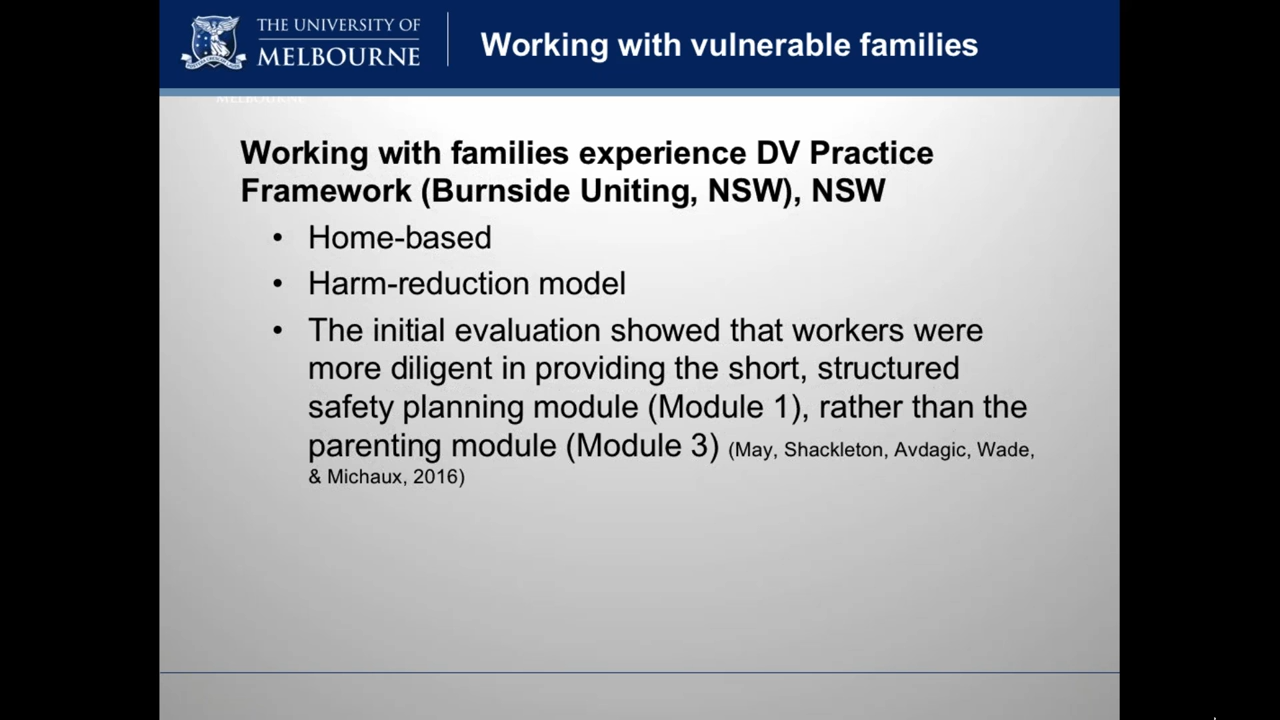 THE UNIVERSITY OF
MELBOURNE
Working with vulnerable families
MELBOURNE
Working with families experience DV Practice
Framework (Burnside Uniting, NSW), NSW
• Home-based
• Harm-reduction model
• The initial evaluation showed that workers were
more diligent in providing the short, structured
safety planning module (Module 1), rather than the
parenting module (Module 3) (May, Shackleton, Avdagic, Wade,
& Michaux, 2016)